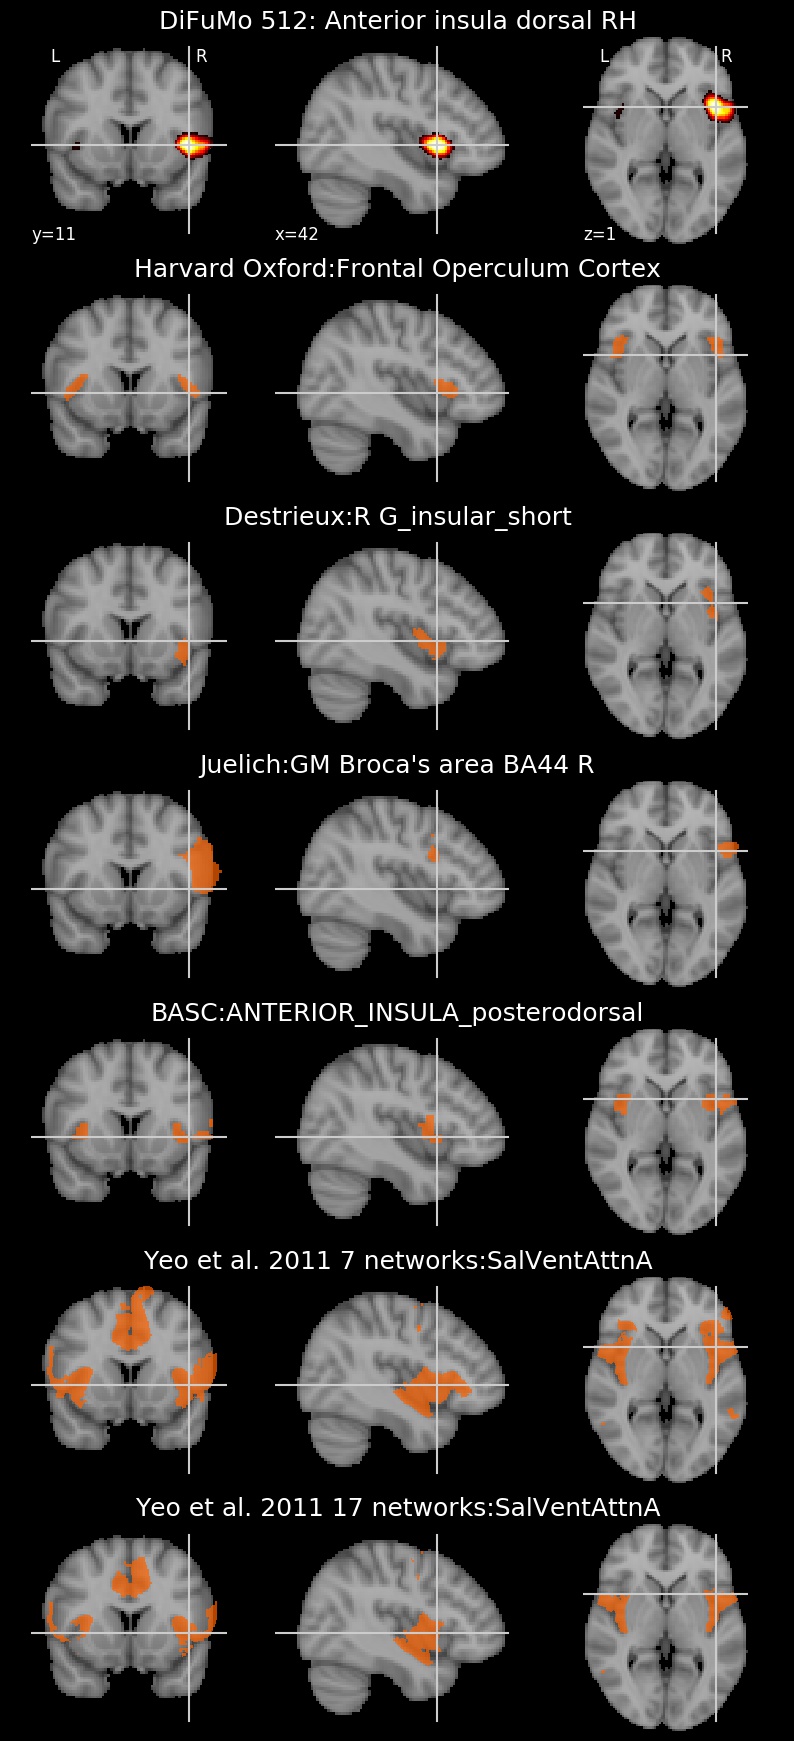 DiFuMo 512: Anterior insula dorsal RH
L R L R
y=11 x=42 z=1
Harvard Oxford:Frontal Operculum Cortex
Destrieux:R G_insular_short
Juelich:GM Broca's area BA44 R
BASC:ANTERIOR_INSULA_posterodorsal
Yeo et al. 2011 7 networks:SalVentAttnA
Yeo et al. 2011 17 networks:SalVentAttnA